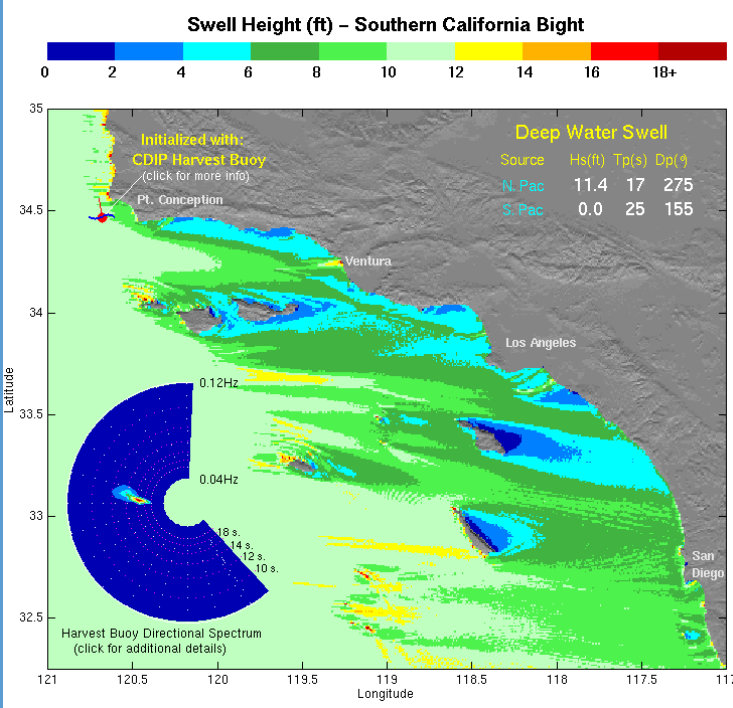 Swell Height (ft) – Southern California Bight
0 2 4 6 8 10 12 14 16 18+
35
34.5
34
33.5
33
32.5
Latitude
Initialized with:
CDIP Harvest Buoy
(click for more info)
Pt. Conception
Deep Water Swell
Source Hs(ft) Tp(s) Dp(º)
N. Pac 11.4 17 275
S. Pac 0.0 25 155
Ventura
Los Angeles
San
Diego
0.12Hz
0.04Hz
18 s.
14 s.
12 s.
10 s.
Harvest Buoy Directional Spectrum
(click for additional details)
121 120.5 120 119.5 119 118.5 118 117.5 117
Longitude